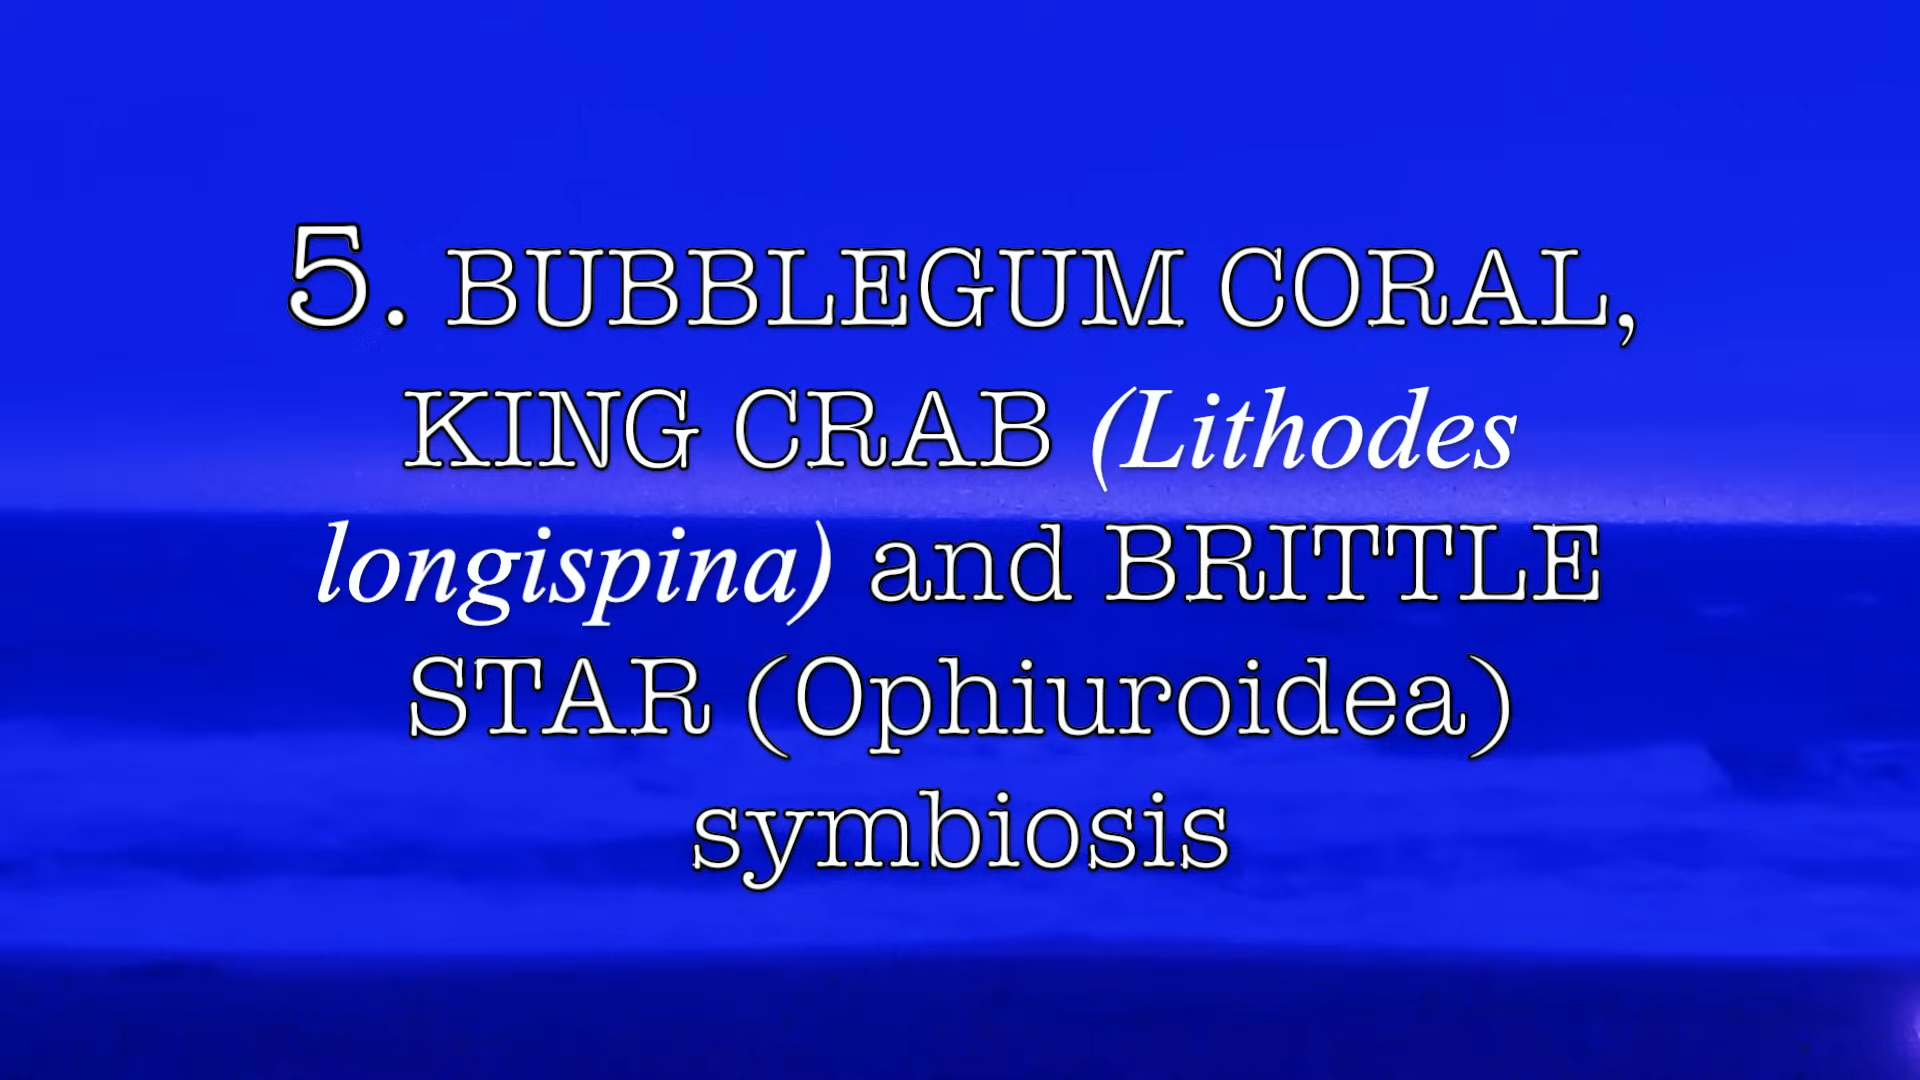 5. BUBBLEGUM CORAL,
KING CRAB (Lithodes
longispina) and BRITTLE
STAR (Ophiuroidea)
symbiosis